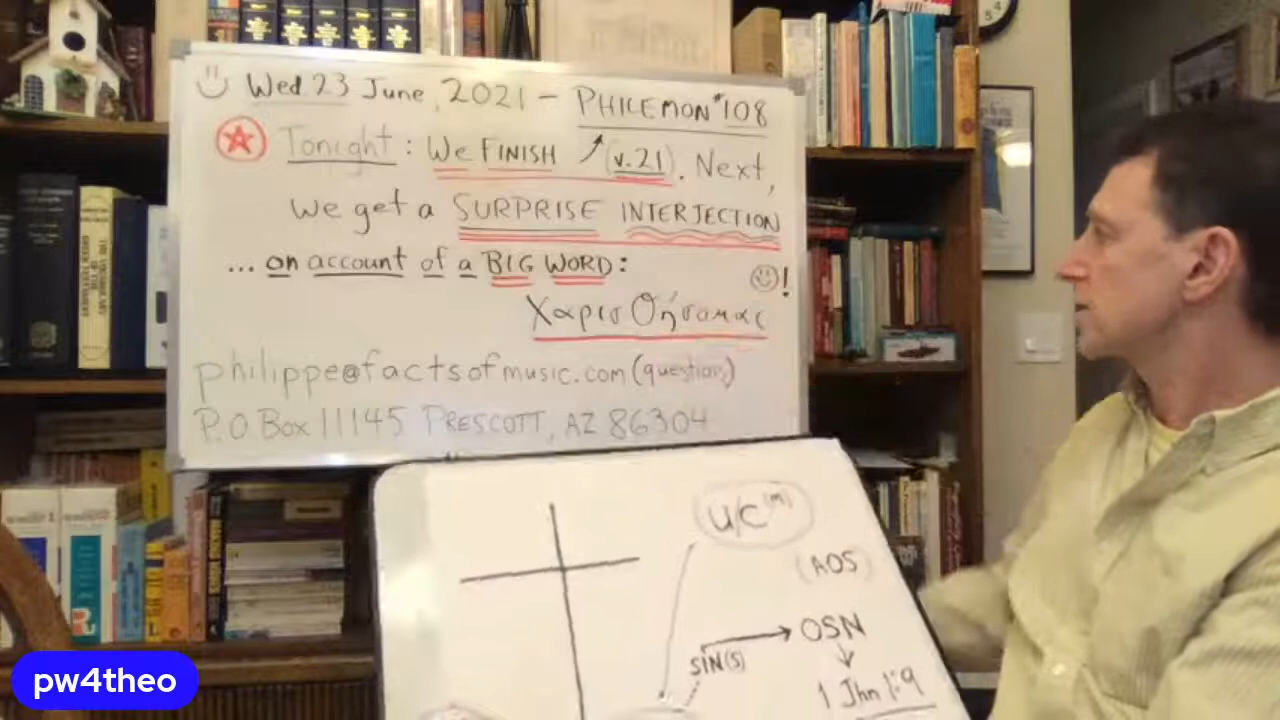 Wed 23 June, 2021 - PHILEMON #108
Tonight: We FINISH (v.21). Next,
we get a SURPRISE INTERJECTION
... on account of a BIG WORD:
Χαρισθήσομαι !
philippe@factsofmusic.com (questions)
P.O Box 11145 PRESCOTT, AZ 86304
u/c (m)
(AOS)
SIN(S) OSN
1 Jhn 1:9
pw4theo